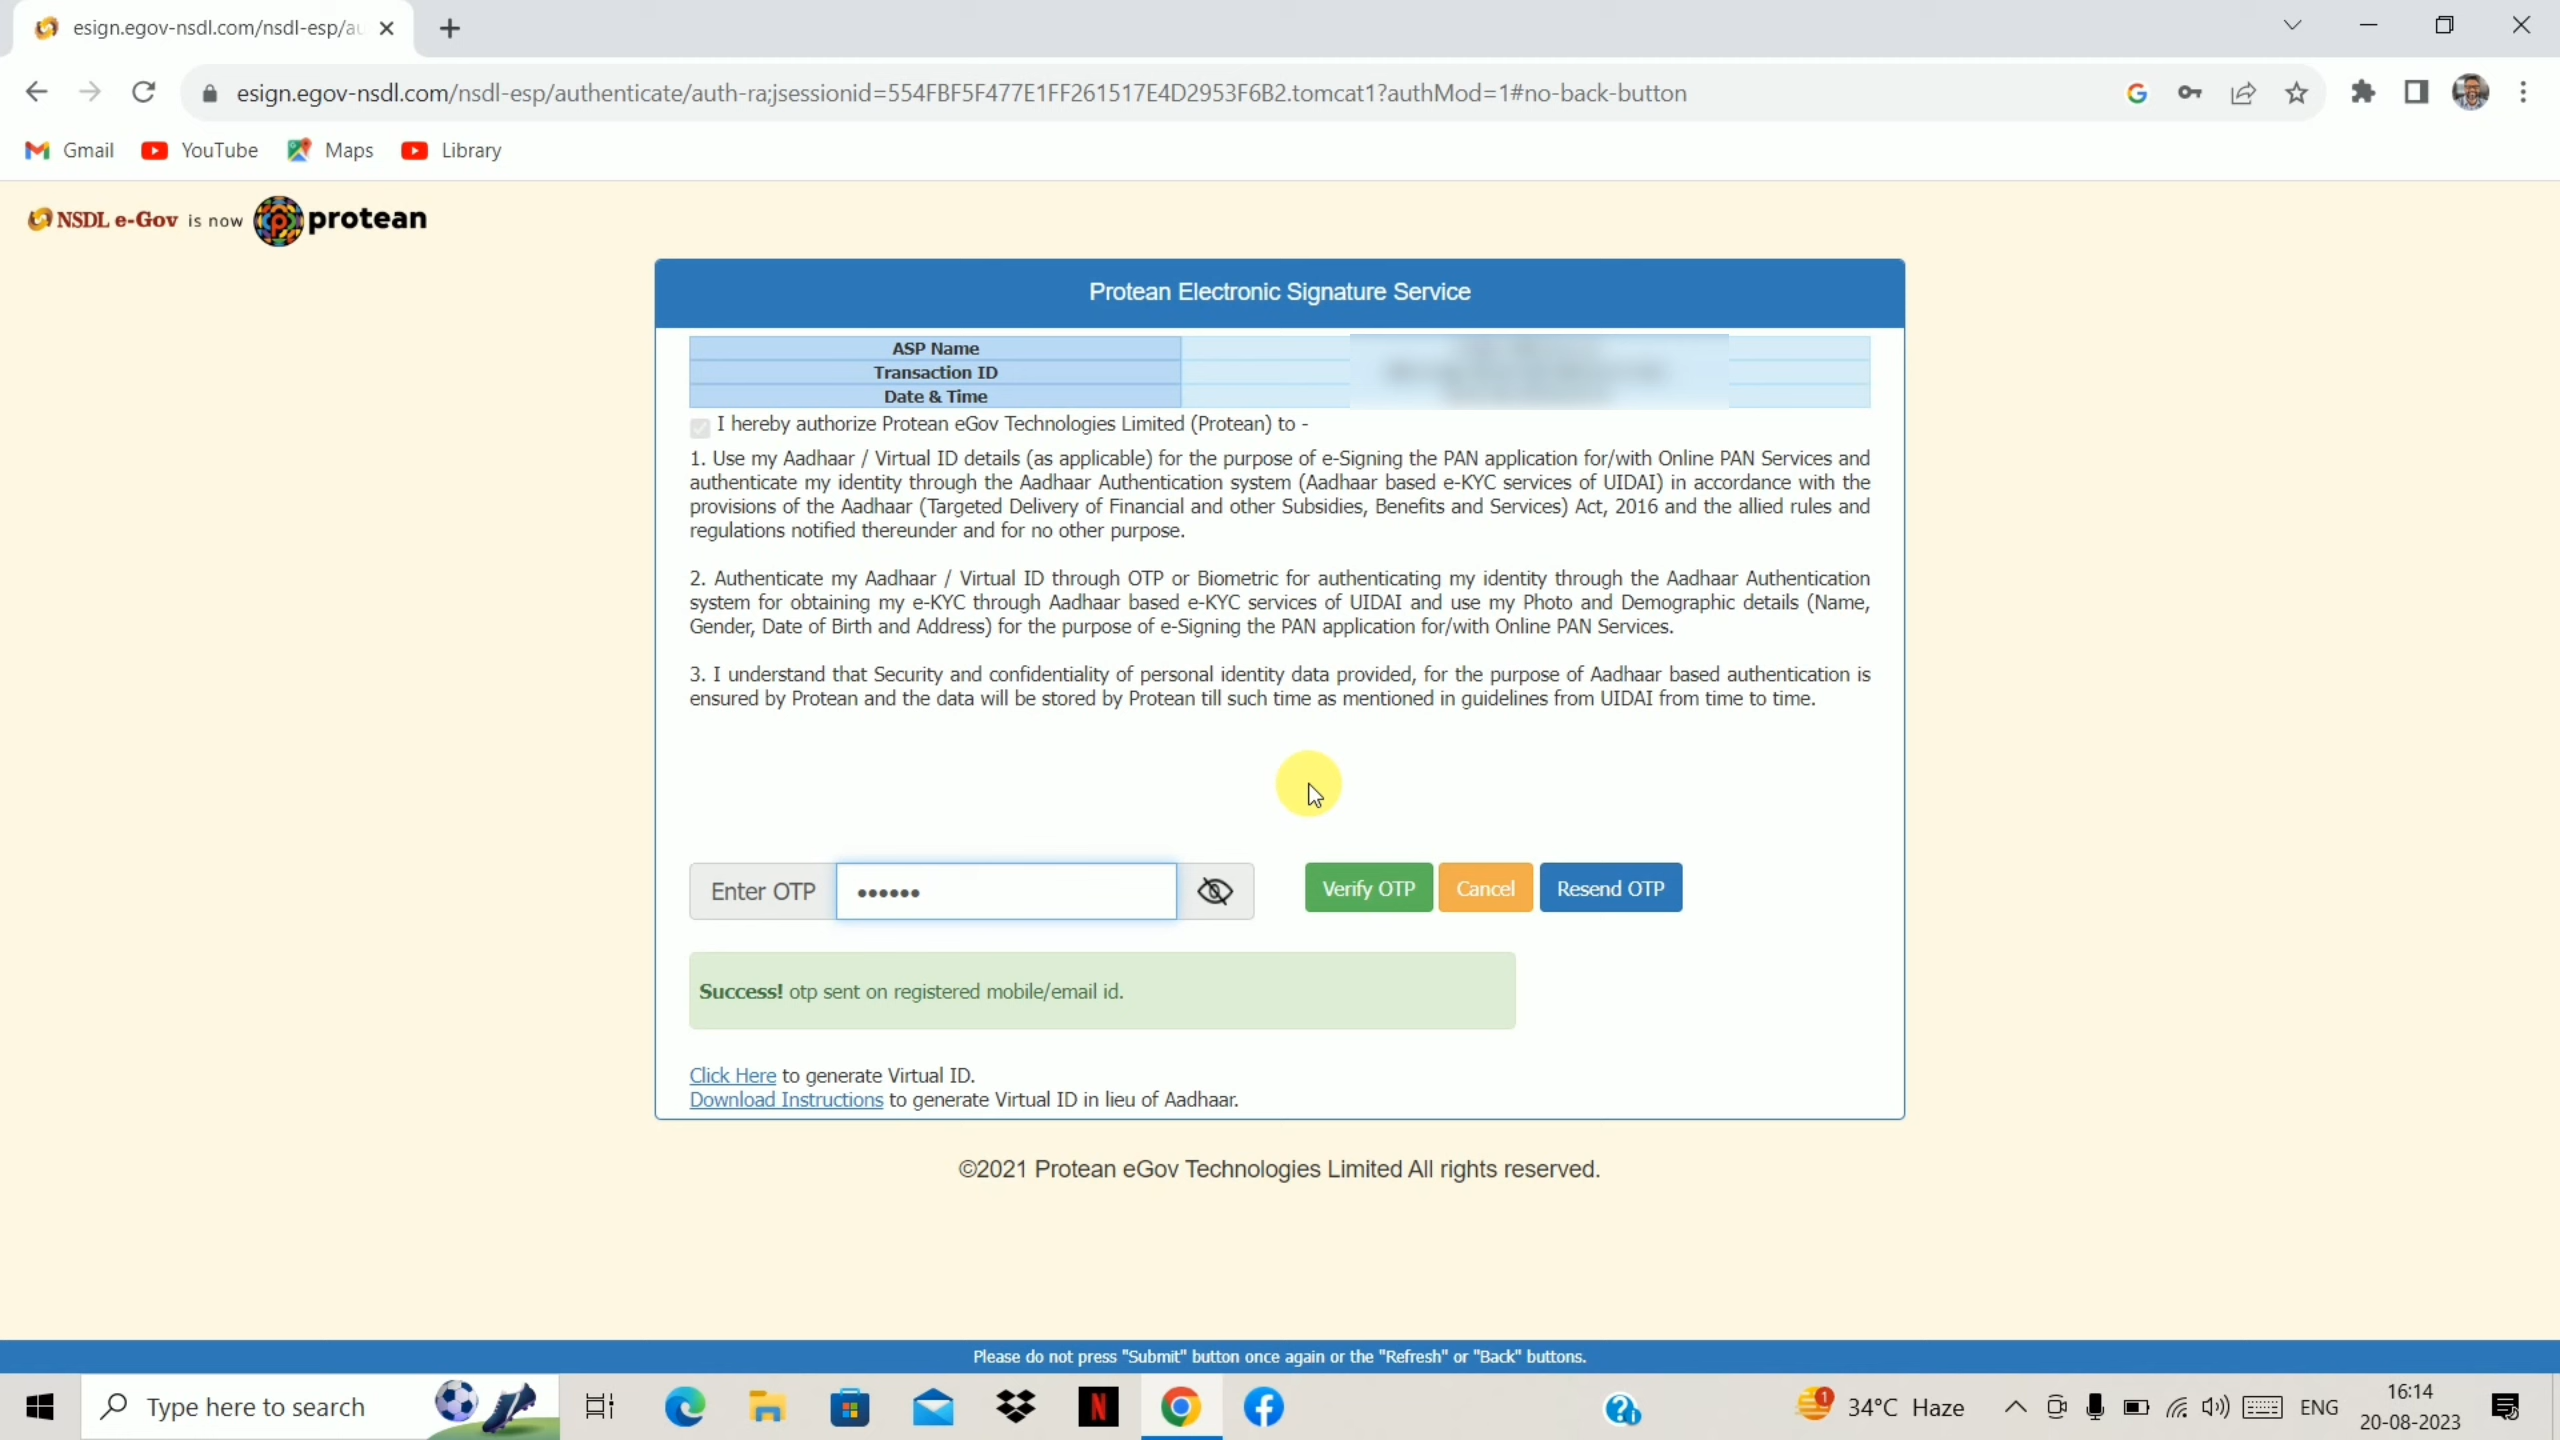 esign.egov-nsdl.com/nsdl-esp/au
esign.egov-nsdl.com/nsdl-esp/authenticate/auth-ra;jsessionid=554FBF5F477E1FF261517E4D2953F6B2.tomcat1?authMod=1#no-back-button
Gmail YouTube Maps Library
NSDL e-Gov is now protean
Protean Electronic Signature Service
ASP Name
Transaction ID
Date & Time
I hereby authorize Protean eGov Technologies Limited (Protean) to -
1. Use my Aadhaar / Virtual ID details (as applicable) for the purpose of e-Signing the PAN application for/with Online PAN Services and
authenticate my identity through the Aadhaar Authentication system (Aadhaar based e-KYC services of UIDAI) in accordance with the
provisions of the Aadhaar (Targeted Delivery of Financial and other Subsidies, Benefits and Services) Act, 2016 and the allied rules and
regulations notified thereunder and for no other purpose.
2. Authenticate my Aadhaar / Virtual ID through OTP or Biometric for authenticating my identity through the Aadhaar Authentication
system for obtaining my e-KYC through Aadhaar based e-KYC services of UIDAI and use my Photo and Demographic details (Name,
Gender, Date of Birth and Address) for the purpose of e-Signing the PAN application for/with Online PAN Services.
3. I understand that Security and confidentiality of personal identity data provided, for the purpose of Aadhaar based authentication is
ensured by Protean and the data will be stored by Protean till such time as mentioned in guidelines from UIDAI from time to time.
Enter OTP •••••• Verify OTP Cancel Resend OTP
Success! otp sent on registered mobile/email id.
Click Here to generate Virtual ID.
Download Instructions to generate Virtual ID in lieu of Aadhaar.
©2021 Protean eGov Technologies Limited All rights reserved.
Please do not press "Submit" button once again or the "Refresh" or "Back" buttons.
Type here to search
1 34°C Haze ENG 16:14
20-08-2023